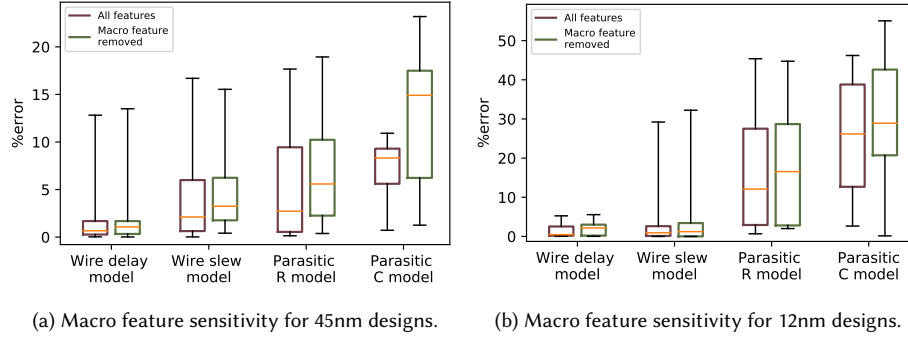 All features
Macro feature
removed
20
15
10
5
0
%error
Wire delay
model
Wire slew
model
Parasitic
R model
Parasitic
C model
(a) Macro feature sensitivity for 45nm designs.
All features
Macro feature
removed
50
40
30
20
10
0
%error
Wire delay
model
Wire slew
model
Parasitic
R model
Parasitic
C model
(b) Macro feature sensitivity for 12nm designs.